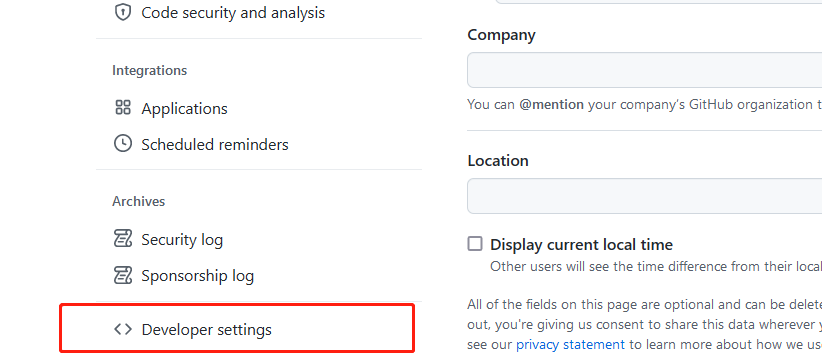 Code security and analysis
Integrations
Applications
Scheduled reminders
Archives
Security log
Sponsorship log
Developer settings
Company
You can @mention your company's GitHub organization t
Location
Display current local time
Other users will see the time difference from their local
All of the fields on this page are optional and can be delete
out, you're giving us consent to share this data wherever y
see our privacy statement to learn more about how we us